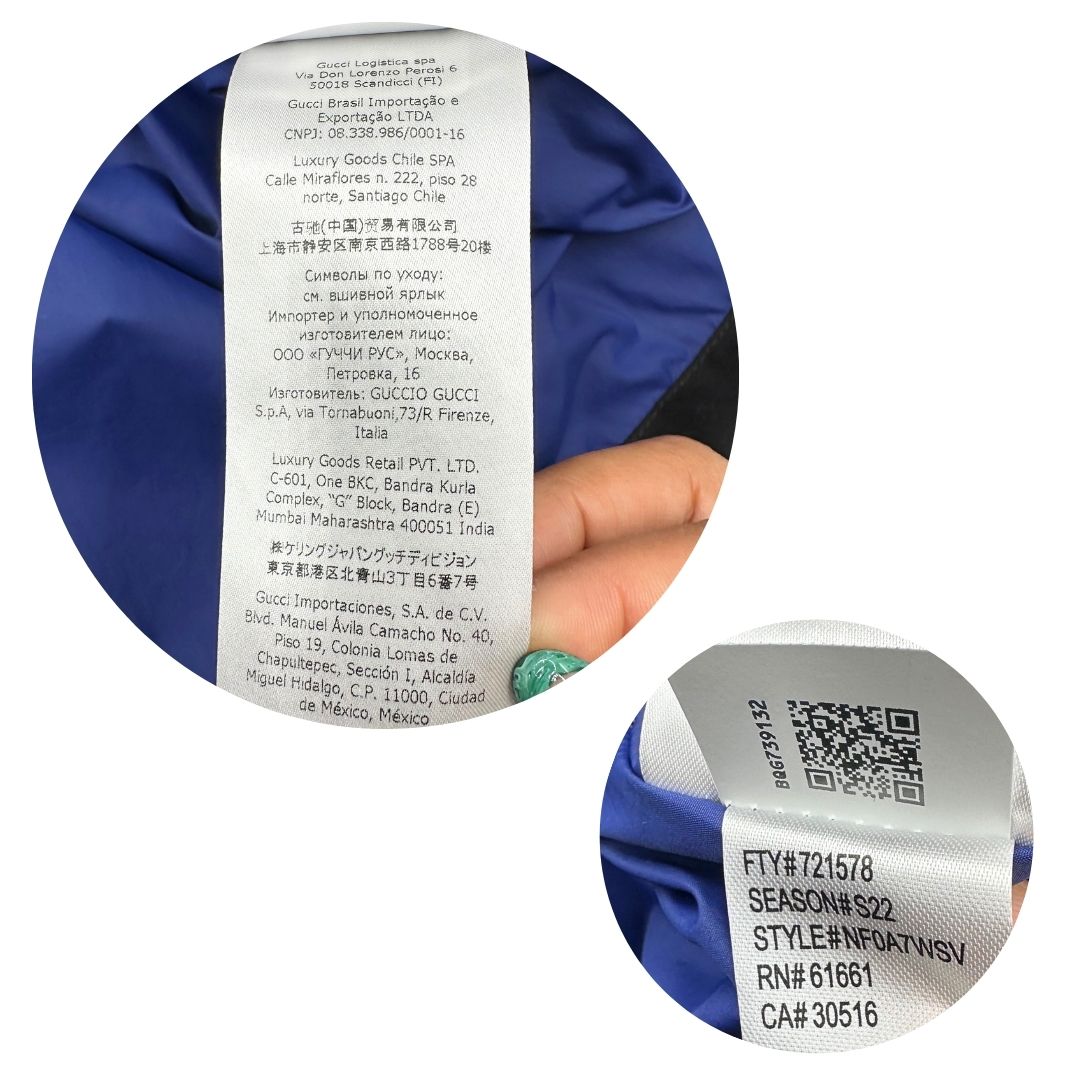 Gucci Logistica spa
Via Don Lorenzo Perosi 6
50018 Scandicci (FI)
Gucci Brasil Importação e
Exportação LTDA
CNPJ: 08.338.986/0001-16
Luxury Goods Chile SPA
Calle Miraflores n. 222, piso 28
norte, Santiago Chile
古驰(中国)贸易有限公司
上海市静安区南京西路1788号20楼
Символы по уходу:
см. вшивной ярлык
Импортер и уполномоченное
изготовителем лицо:
ООО «ГУЧЧИ РУС», Москва,
Петровка, 16
Изготовитель: GUCCIO GUCCI
S.p.A, via Tornabuoni,73/R Firenze,
Italia
Luxury Goods Retail PVT. LTD.
C-601, One BKC, Bandra Kurla
Complex, "G" Block, Bandra (E)
Mumbai Maharashtra 400051 India
株ケリングジャパングッチディビジョン
東京都港区北青山3丁目6番7号
Gucci Importaciones, S.A. de C.V.
Blvd. Manuel Ávila Camacho No. 40,
Piso 19, Colonia Lomas de
Chapultepec, Sección I, Alcaldía
Miguel Hidalgo, C.P. 11000, Ciudad
de México, México
BQG739132
FTY#721578
SEASON#S22
STYLE#NF0A7WSV
RN# 61661
CA# 30516